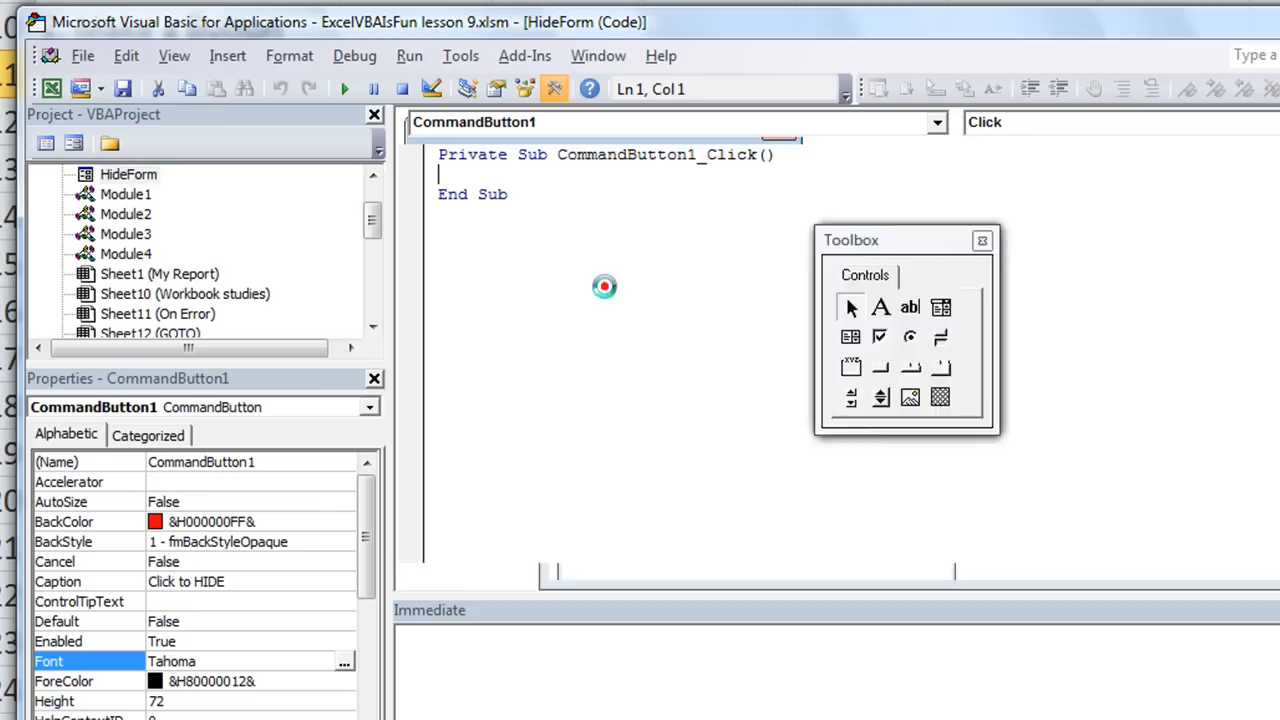 Microsoft Visual Basic for Applications - ExcelVBAIsFun lesson 9.xlsm - [HideForm (Code)]
File Edit View Insert Format Debug Run Tools Add-Ins Window Help
Type a
Ln 1, Col 1
Project - VBAProject
HideForm
Module1
Module2
Module3
Module4
Sheet1 (My Report)
Sheet10 (Workbook studies)
Sheet11 (On Error)
Sheet12 (GOTO)
Properties - CommandButton1
CommandButton1 CommandButton
Alphabetic Categorized
(Name) CommandButton1
Accelerator
AutoSize False
BackColor &H000000FF&
BackStyle 1 - fmBackStyleOpaque
Cancel False
Caption Click to HIDE
ControlTipText
Default False
Enabled True
Font Tahoma ...
ForeColor &H80000012&
Height 72
HelpContextID 0
CommandButton1 Click
Private Sub CommandButton1_Click()
End Sub
Toolbox
Controls
A ab|
xyz
Immediate